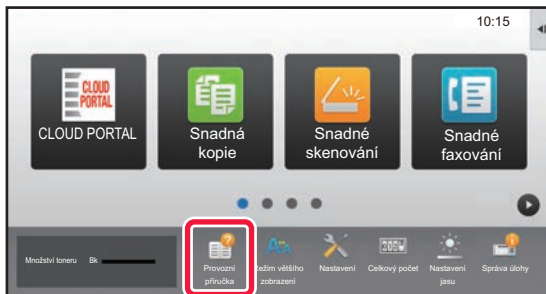 10:15
CLOUD
PORTAL
CLOUD PORTAL
Snadná
kopie
Snadné
skenování
Snadné
faxování
Množství toneru Bk
Provozní
příručka
Režim většího
zobrazení
Nastavení
Celkový počet
Nastavení
jasu
Správa úlohy